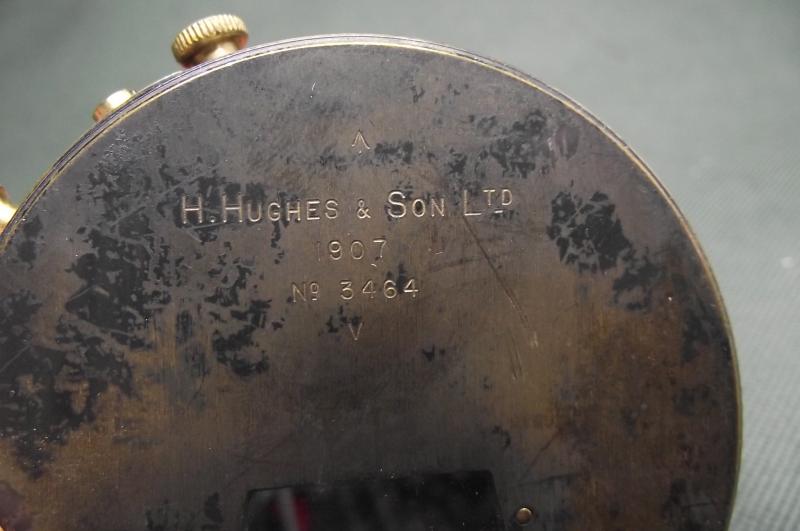 H. HUGHES & SON LTD
1907
No 3464
V